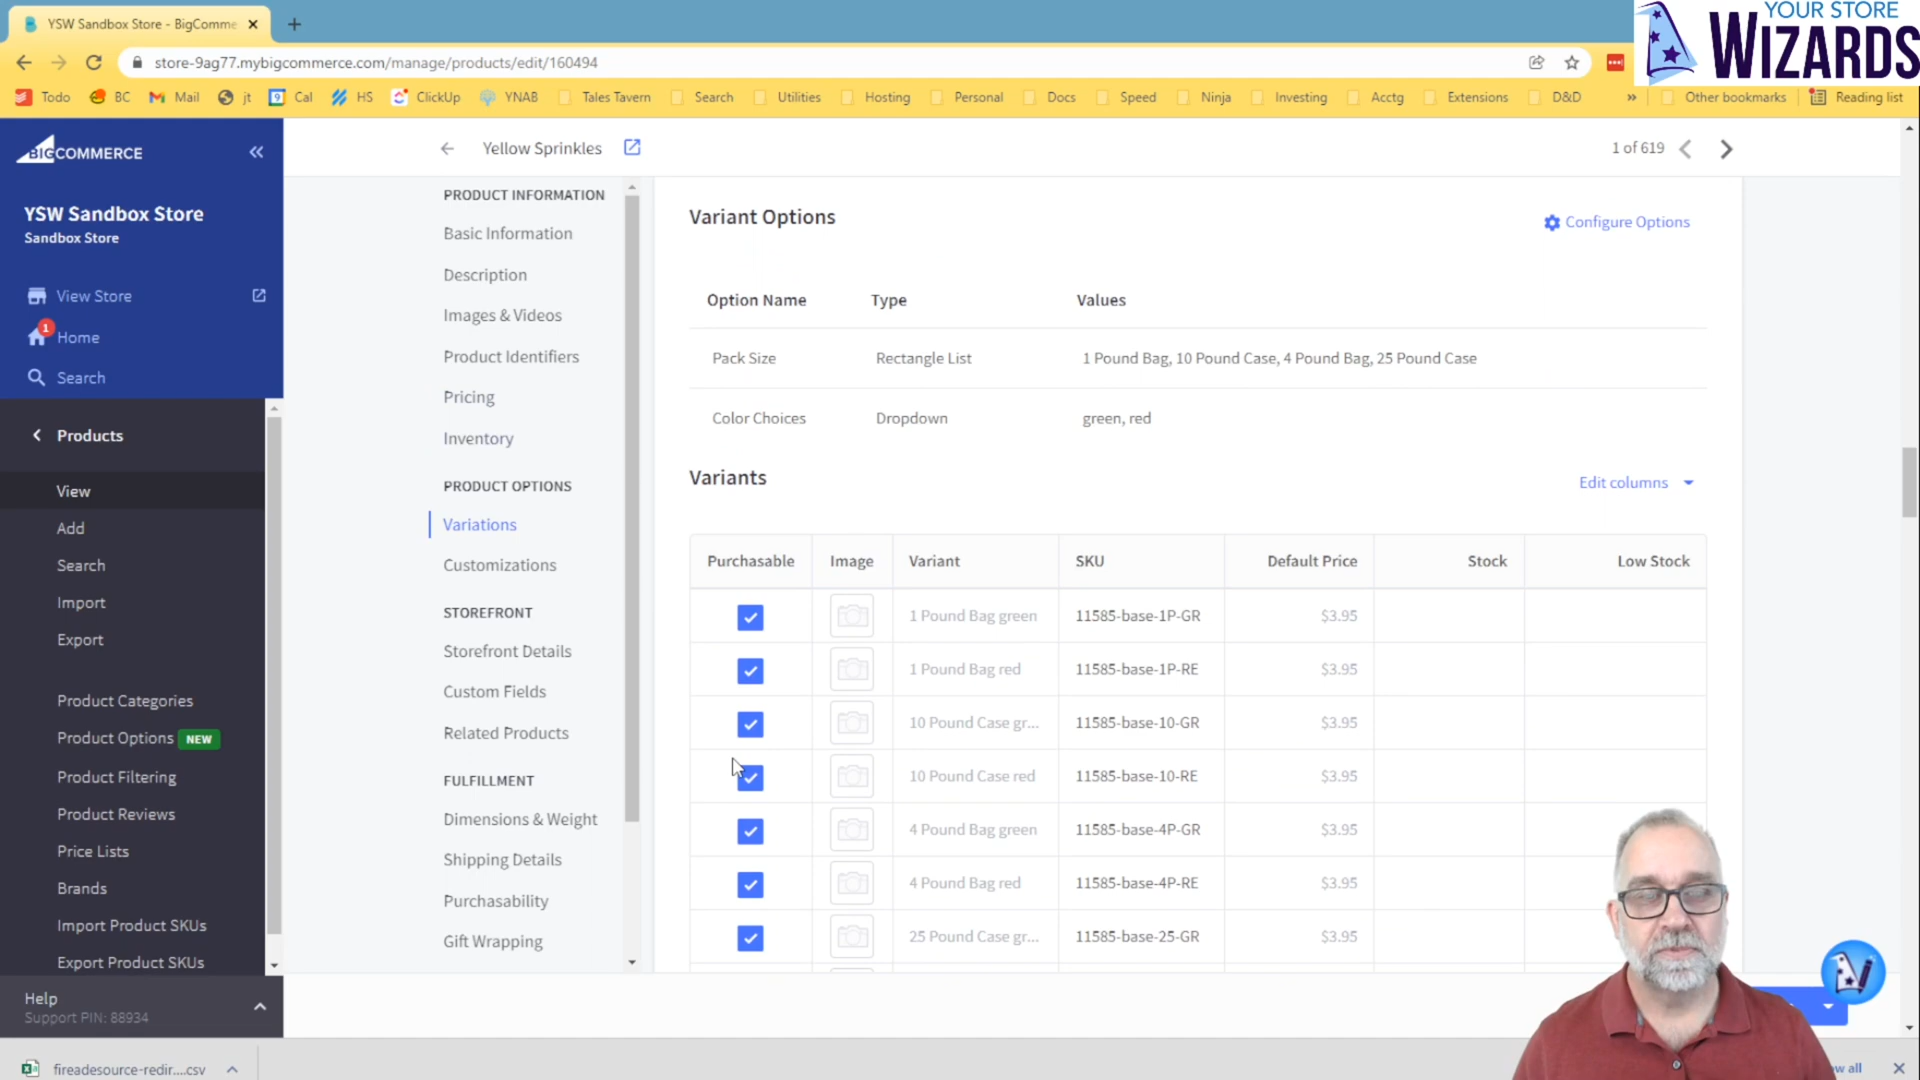 YSW Sandbox Store - BigComme
YOUR STORE
WIZARDS
store-9ag77.mybigcommerce.com/manage/products/edit/160494
Todo BC Mail jt 9 Cal HS ClickUp YNAB Tales Tavern Search Utilities Hosting Personal Docs Speed Ninja Investing Acctg Extensions D&D » Other bookmarks Reading list
BIGCOMMERCE
YSW Sandbox Store
Sandbox Store
View Store
1
Home
Search
Products
View
Add
Search
Import
Export
Product Categories
Product Options NEW
Product Filtering
Product Reviews
Price Lists
Brands
Import Product SKUs
Export Product SKUs
Help
Support PIN: 88934
Yellow Sprinkles
1 of 619
PRODUCT INFORMATION
Basic Information
Description
Images & Videos
Product Identifiers
Pricing
Inventory
PRODUCT OPTIONS
Variations
Customizations
STOREFRONT
Storefront Details
Custom Fields
Related Products
FULFILLMENT
Dimensions & Weight
Shipping Details
Purchasability
Gift Wrapping
Variant Options
Configure Options
Option Name Type Values
Pack Size Rectangle List 1 Pound Bag, 10 Pound Case, 4 Pound Bag, 25 Pound Case
Color Choices Dropdown green, red
Variants
Edit columns
Purchasable Image Variant SKU Default Price Stock Low Stock
1 Pound Bag green 11585-base-1P-GR $3.95
1 Pound Bag red 11585-base-1P-RE $3.95
10 Pound Case gr... 11585-base-10-GR $3.95
10 Pound Case red 11585-base-10-RE $3.95
4 Pound Bag green 11585-base-4P-GR $3.95
4 Pound Bag red 11585-base-4P-RE $3.95
25 Pound Case gr... 11585-base-25-GR $3.95
fireadesource-redir....csv
all